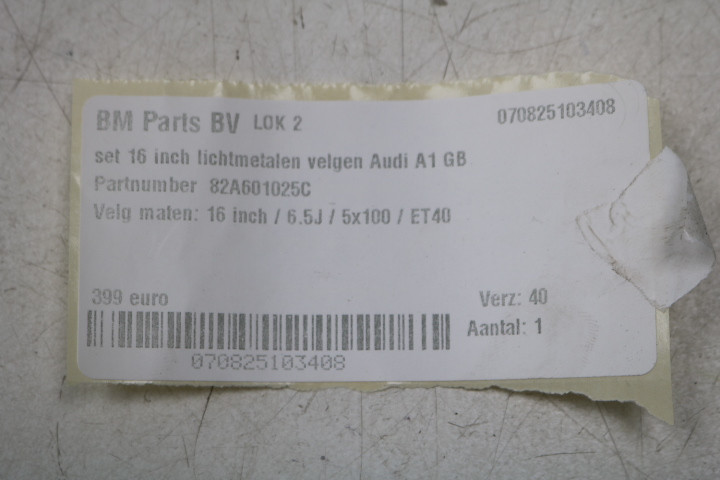 BM Parts BV LOK 2 070825103408
set 16 inch lichtmetalen velgen Audi A1 GB
Partnumber 82A601025C
Velg maten: 16 inch / 6.5J / 5x100 / ET40
399 euro Verz: 40
Aantal: 1
070825103408